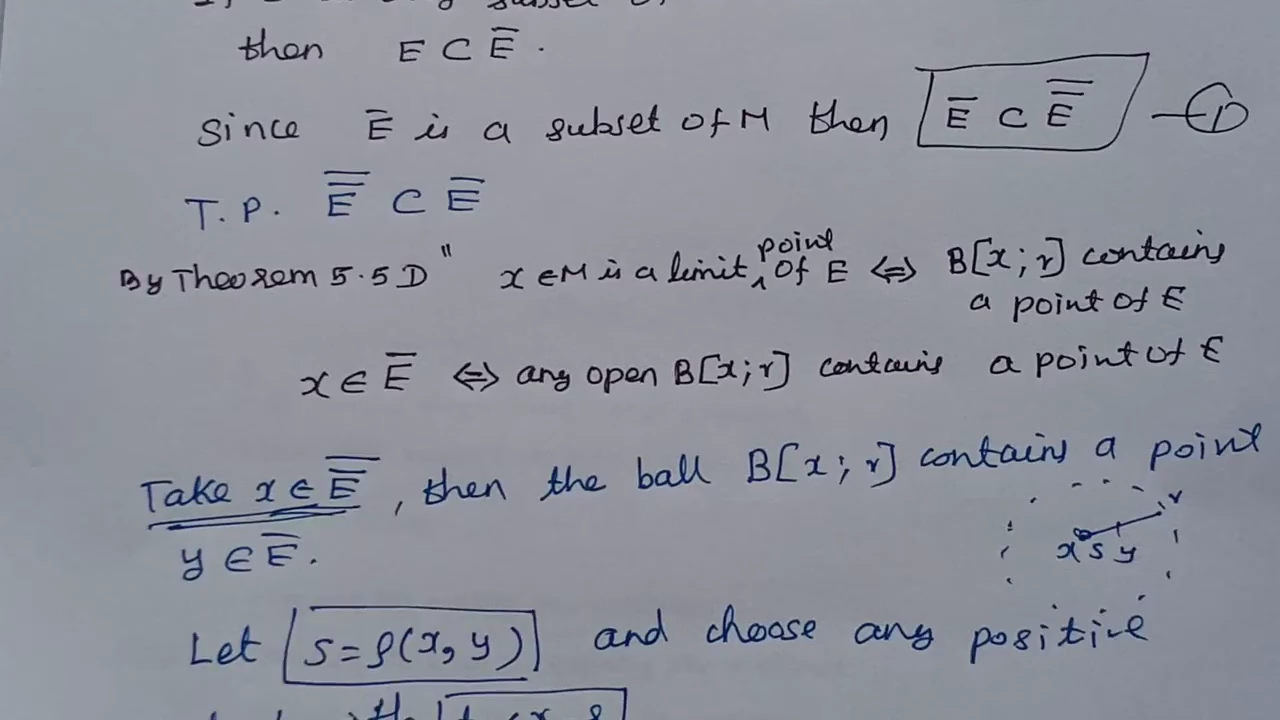 then E ⊂ E̅.
Since E̅ is a subset of M then E̅ ⊂ E̿ —①
T.P. E̿ ⊂ E̅
By Theorem 5.5D " x ∈ M is a limit point of E ⇔ B[x; r] contains
a point of E
x ∈ E̅ ⇔ any open B[x; r] contains a point of E
Take x ∈ E̿, then the ball B[x; r] contains a point
y ∈ E̅.
r
x s y
Let s = ρ(x, y) and choose any positive